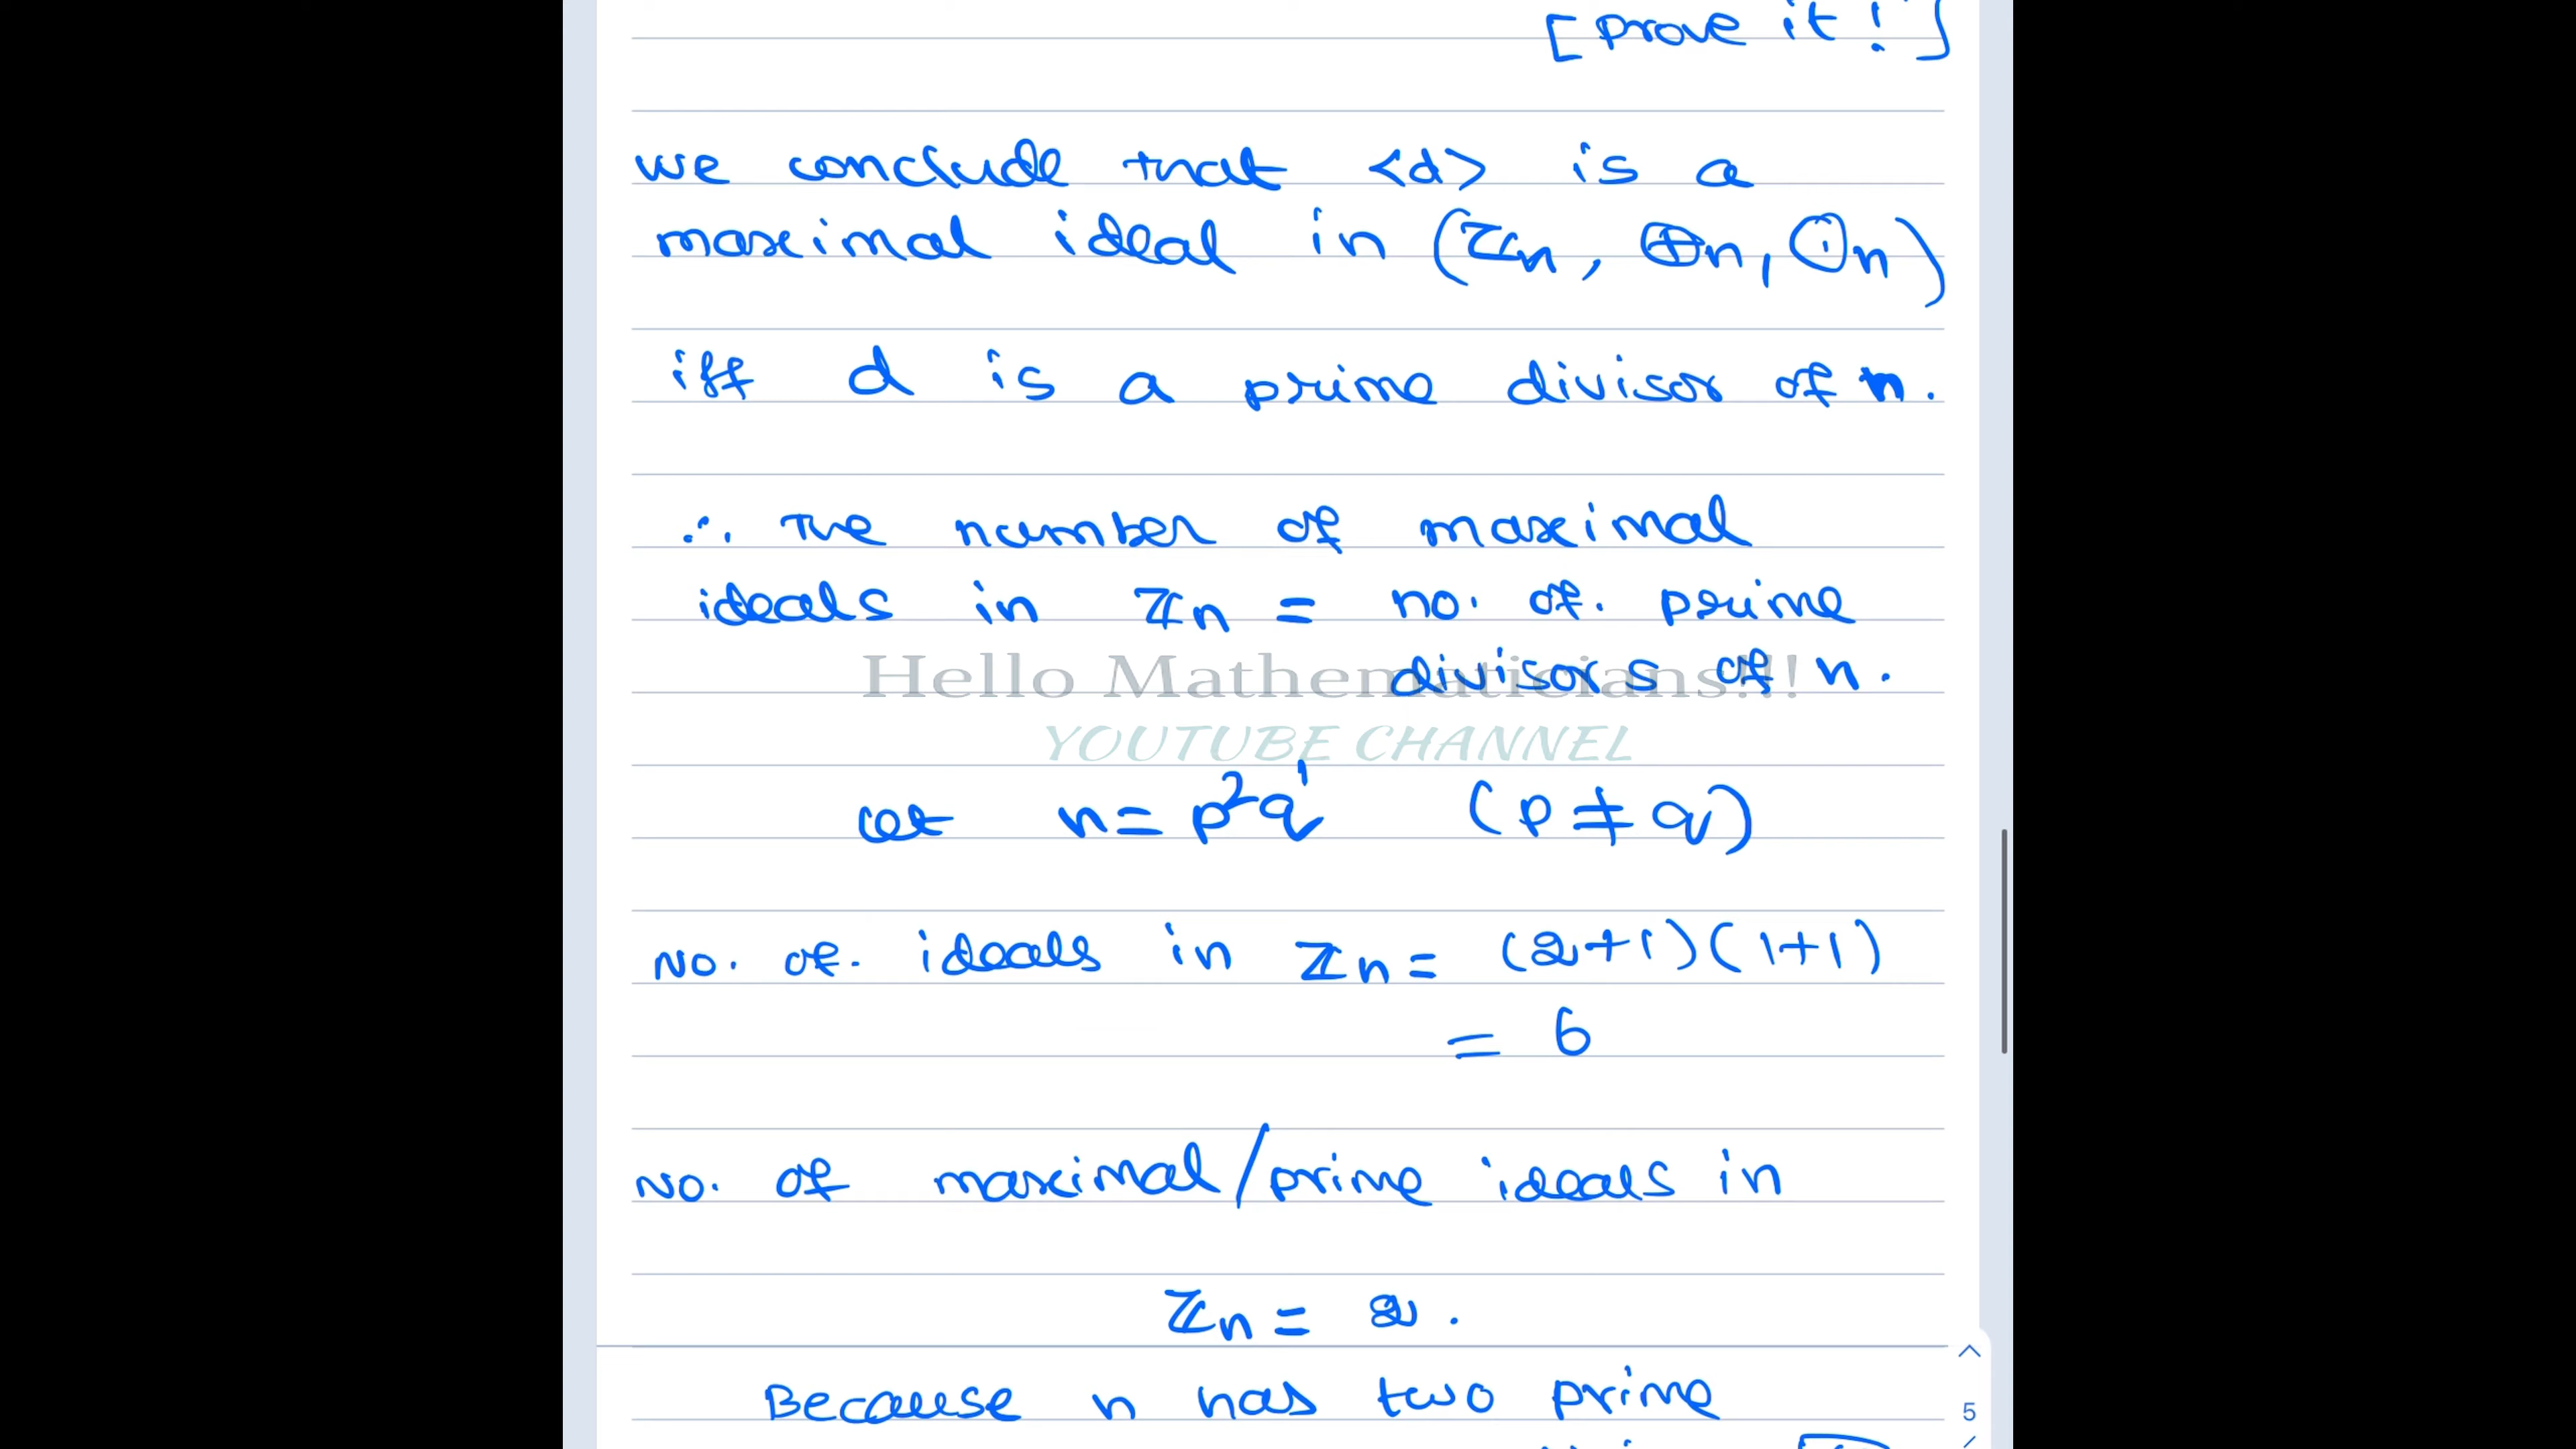 [prove it!]
we conclude that <d> is a
maximal ideal in (ℤn, ⊕n, ⊙n)
iff d is a prime divisor of n.
∴ The number of maximal
ideals in ℤn = no. of. prime
divisors of n.
Hello Mathematicians!!!
YOUTUBE CHANNEL
let n = p²q¹ (p ≠ q)
No. of. ideals in ℤn = (2+1)(1+1)
= 6
No. of maximal/prime ideals in
ℤn = 2.
Because n has two prime
5